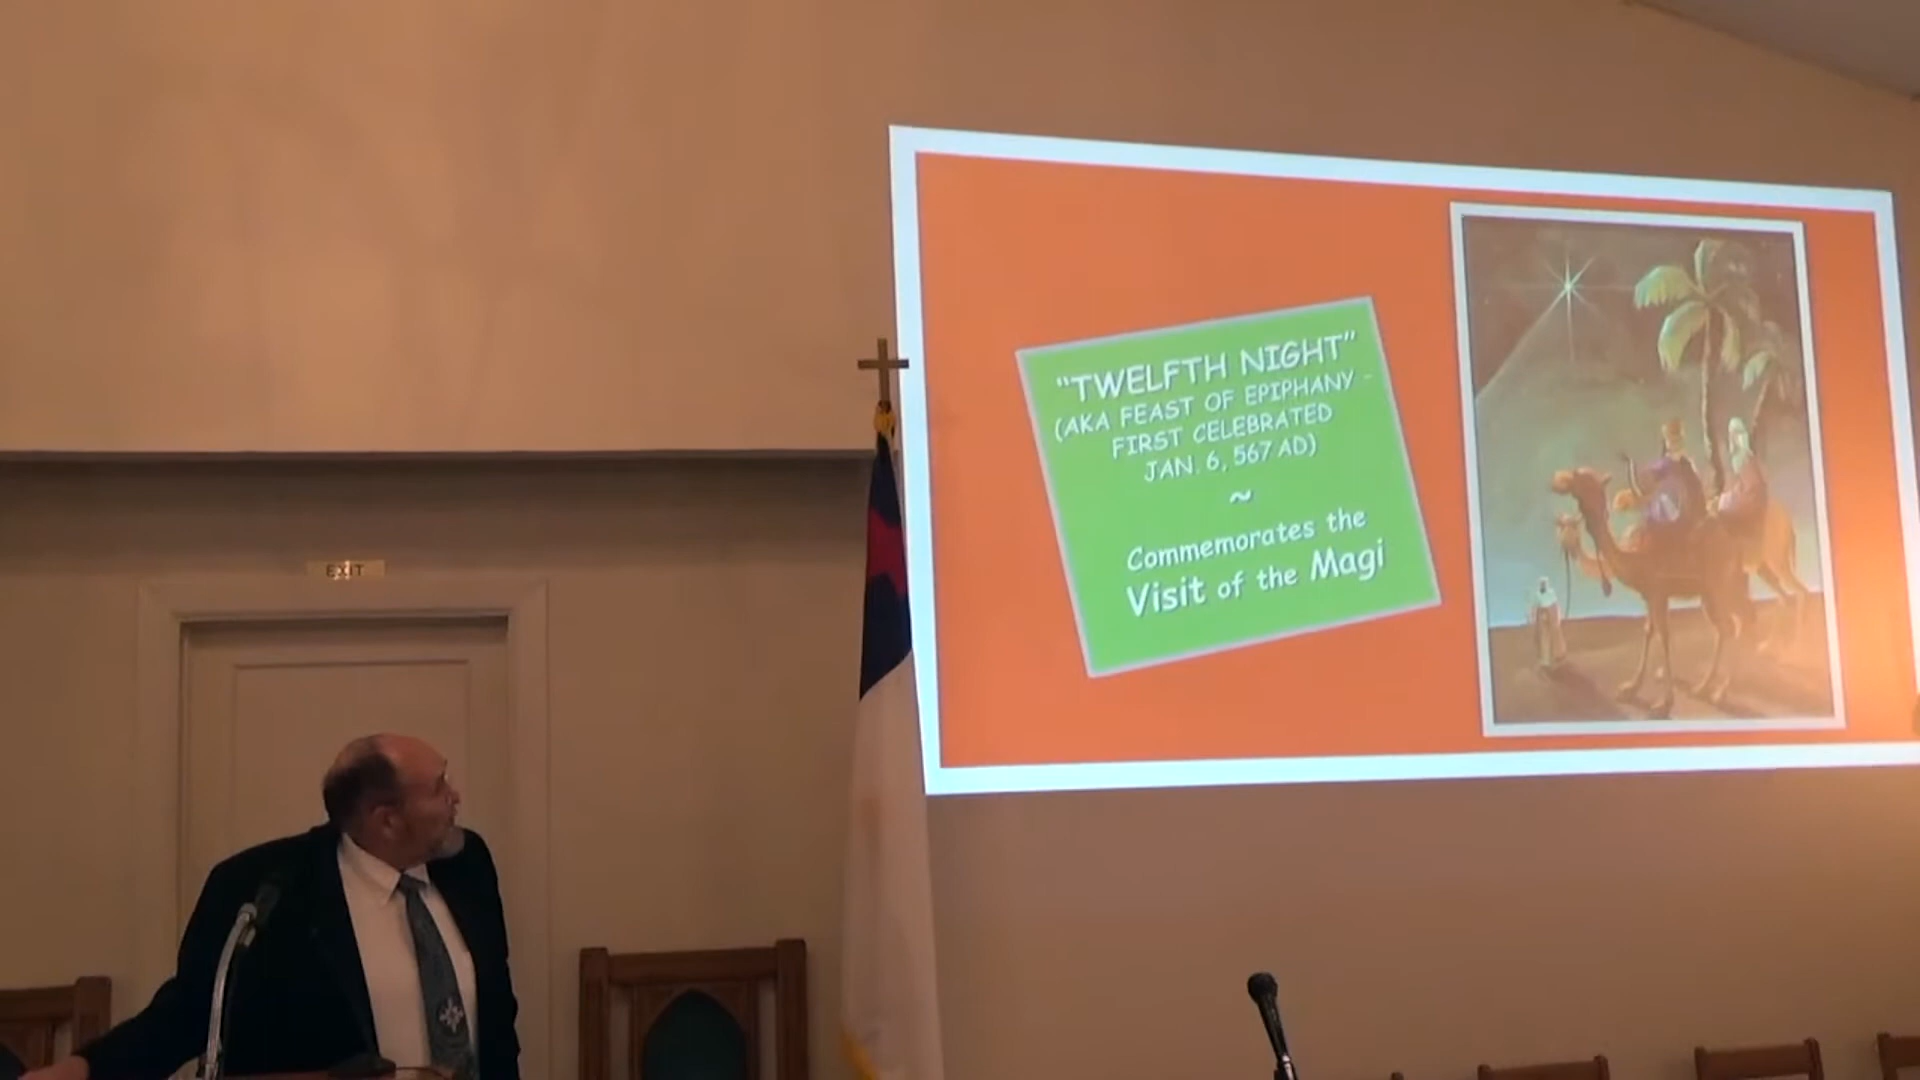 "TWELFTH NIGHT"
(AKA FEAST OF EPIPHANY -
FIRST CELEBRATED
JAN. 6, 567 AD)
~
Commemorates the
Visit of the Magi
EXIT